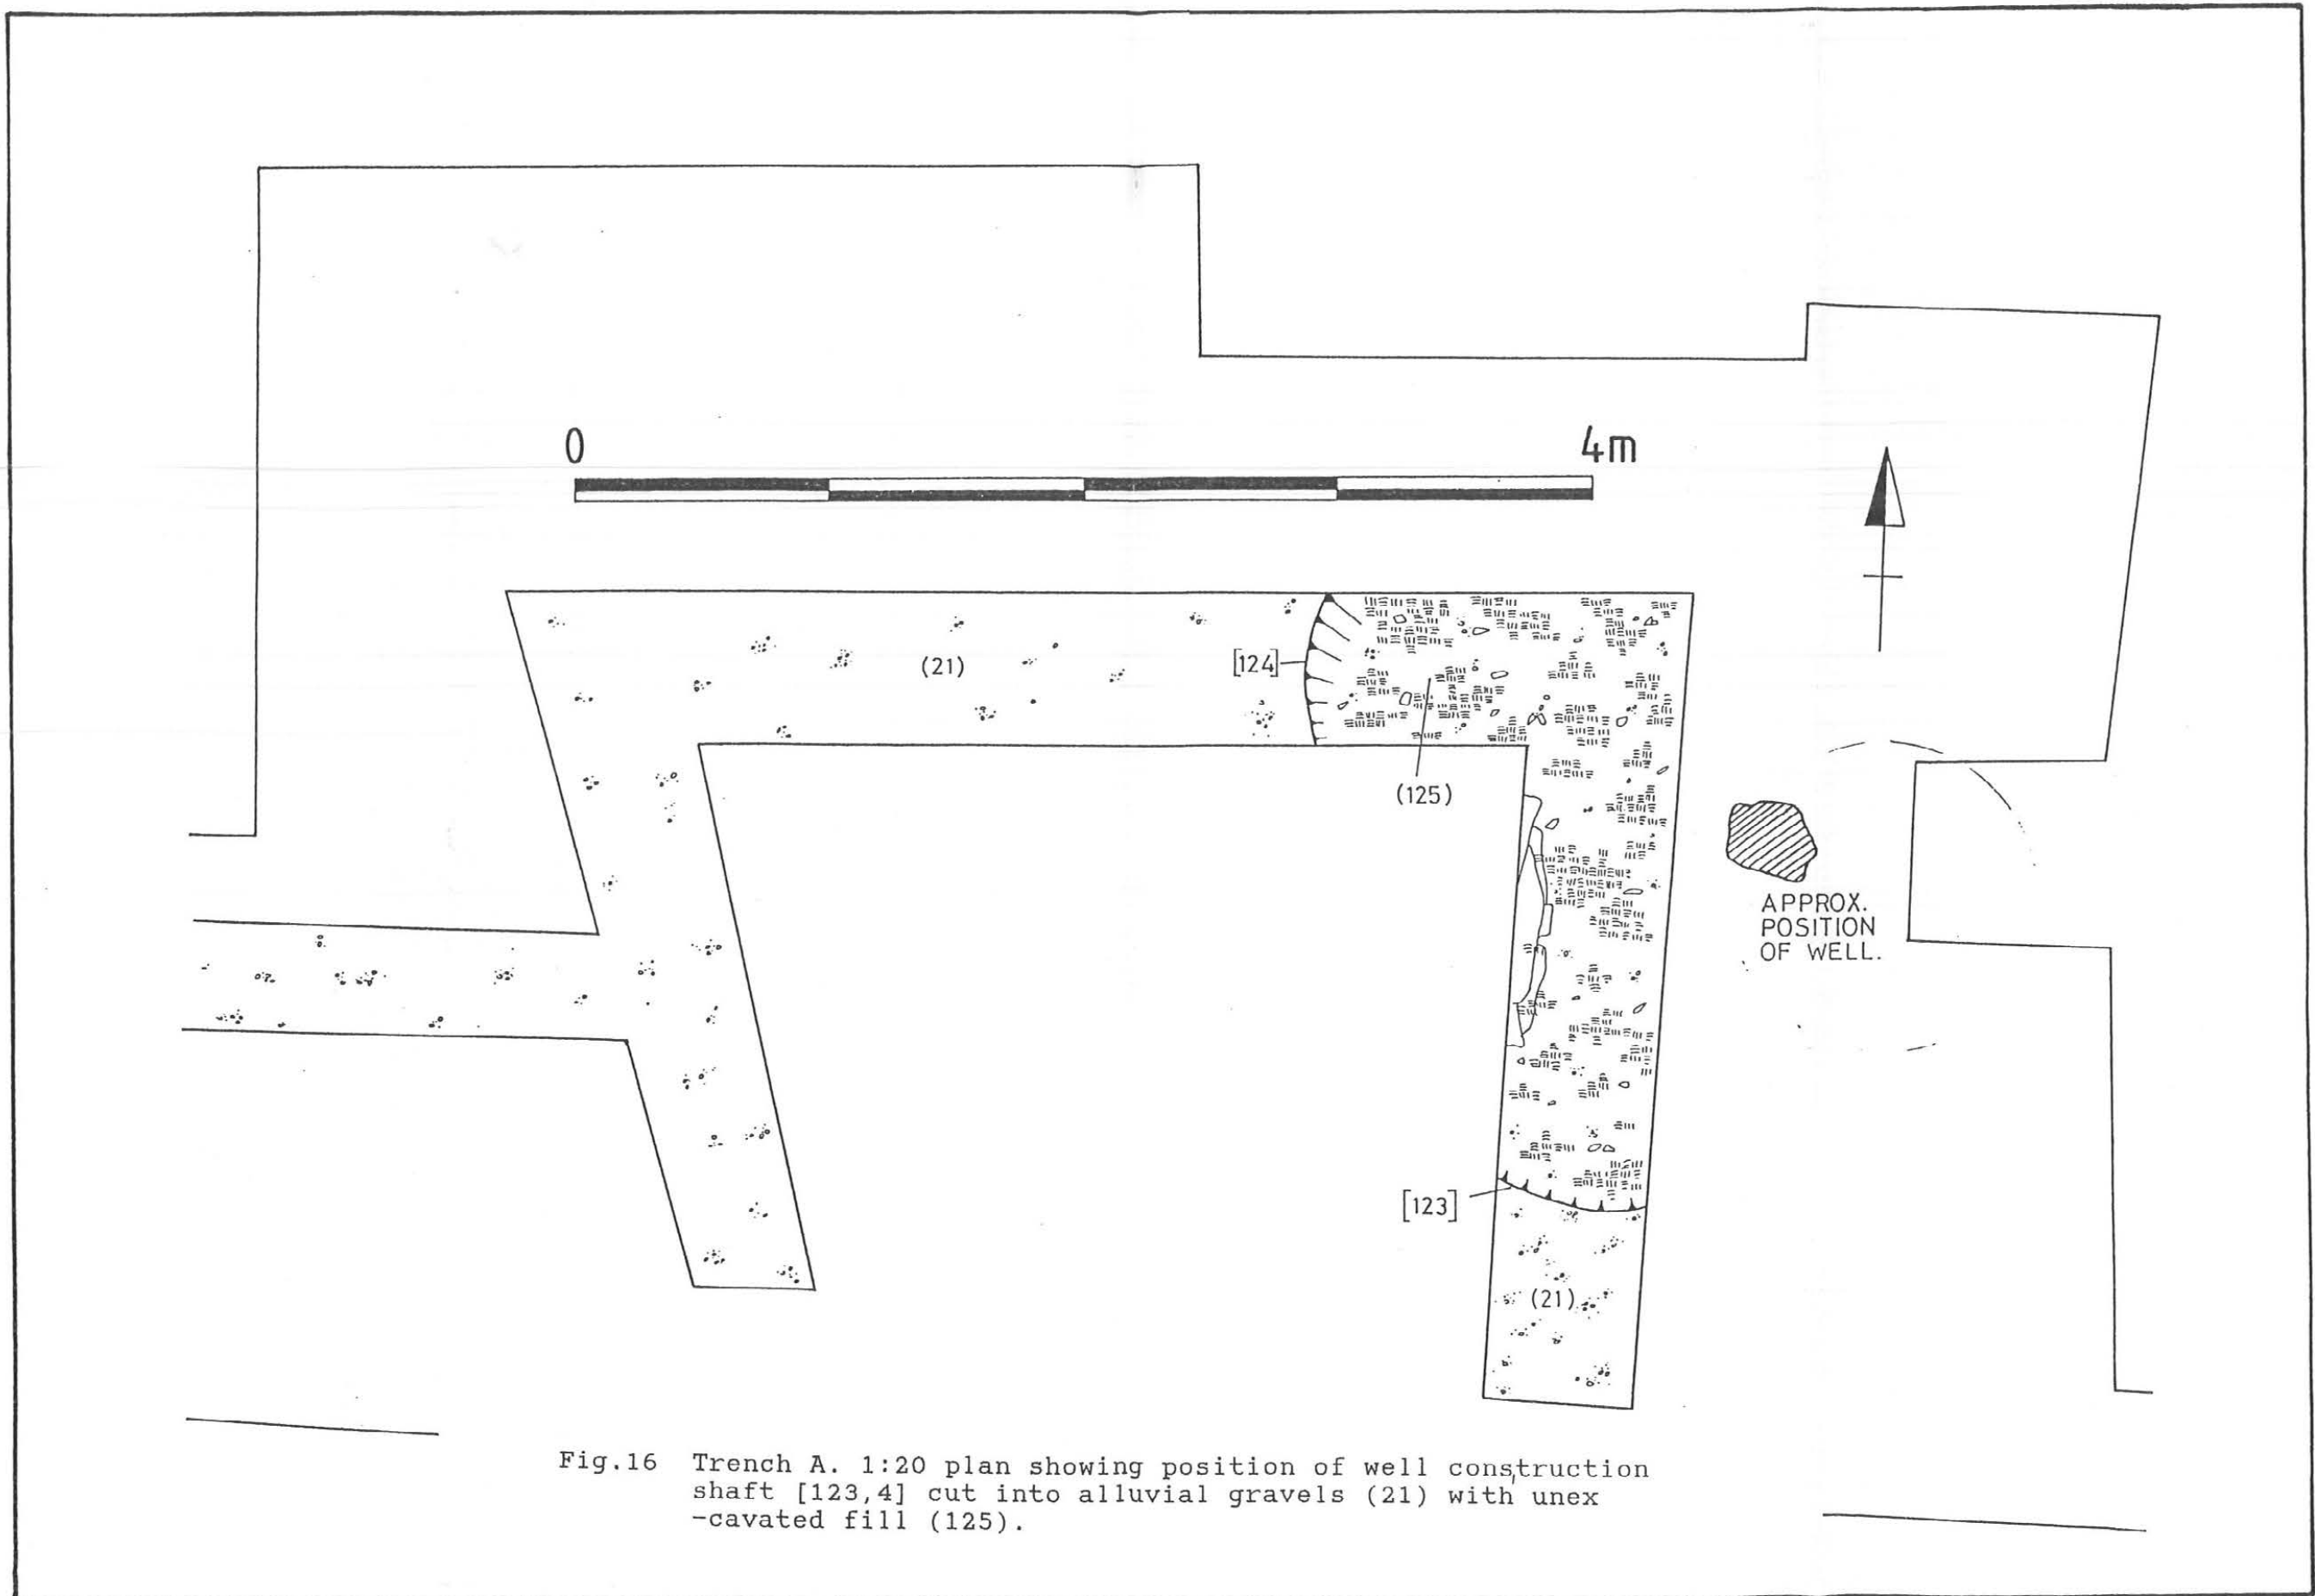 0 4m
(21)
[124]
(125)
APPROX.
POSITION
OF WELL.
[123]
(21)
Fig.16 Trench A. 1:20 plan showing position of well construction
shaft [123,4] cut into alluvial gravels (21) with unex
-cavated fill (125).